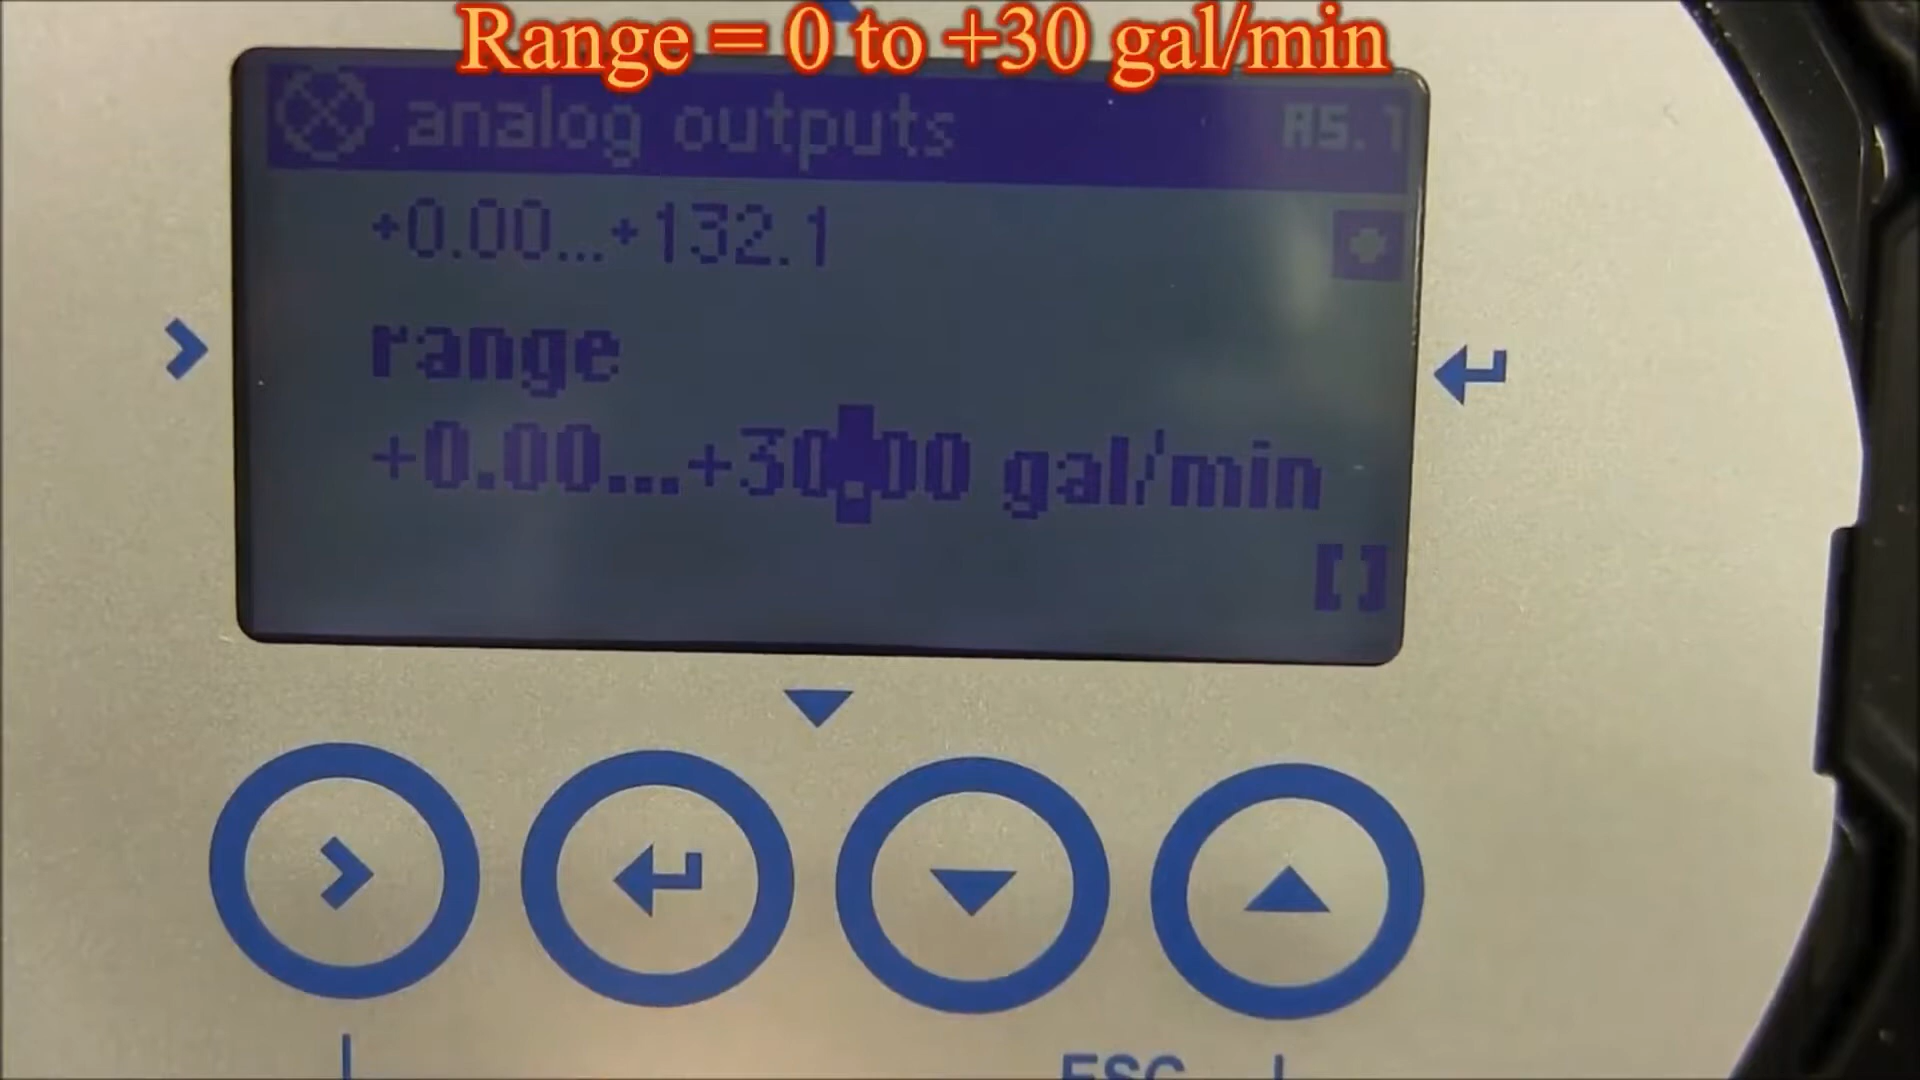 Range = 0 to +30 gal/min
analog outputs A5.1
+0.00...+132.1
range
+0.00...+30.00 gal/min
[]
ESC